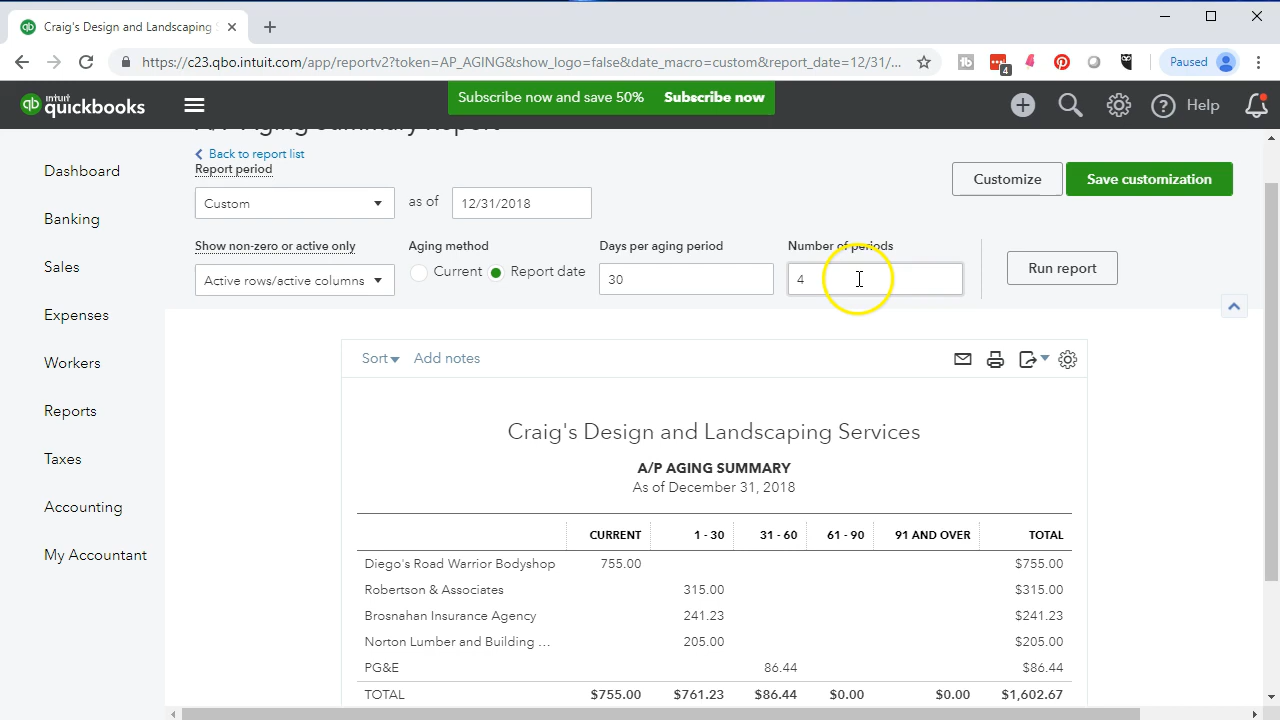 Craig's Design and Landscaping S
https://c23.qbo.intuit.com/app/reportv2?token=AP_AGING&show_logo=false&date_macro=custom&report_date=12/31/...
4
Paused
qb intuit quickbooks
Subscribe now and save 50% Subscribe now
Help
A/P Aging Summary Report
Back to report list
Report period
Custom
as of
12/31/2018
Customize
Save customization
Show non-zero or active only
Aging method
Days per aging period
Number of periods
Active rows/active columns
Current
Report date
30
4
Run report
Dashboard
Banking
Sales
Expenses
Workers
Reports
Taxes
Accounting
My Accountant
Sort
Add notes
Craig's Design and Landscaping Services
A/P AGING SUMMARY
As of December 31, 2018
CURRENT 1 - 30 31 - 60 61 - 90 91 AND OVER TOTAL
Diego's Road Warrior Bodyshop 755.00 $755.00
Robertson & Associates 315.00 $315.00
Brosnahan Insurance Agency 241.23 $241.23
Norton Lumber and Building ... 205.00 $205.00
PG&E 86.44 $86.44
TOTAL $755.00 $761.23 $86.44 $0.00 $0.00 $1,602.67